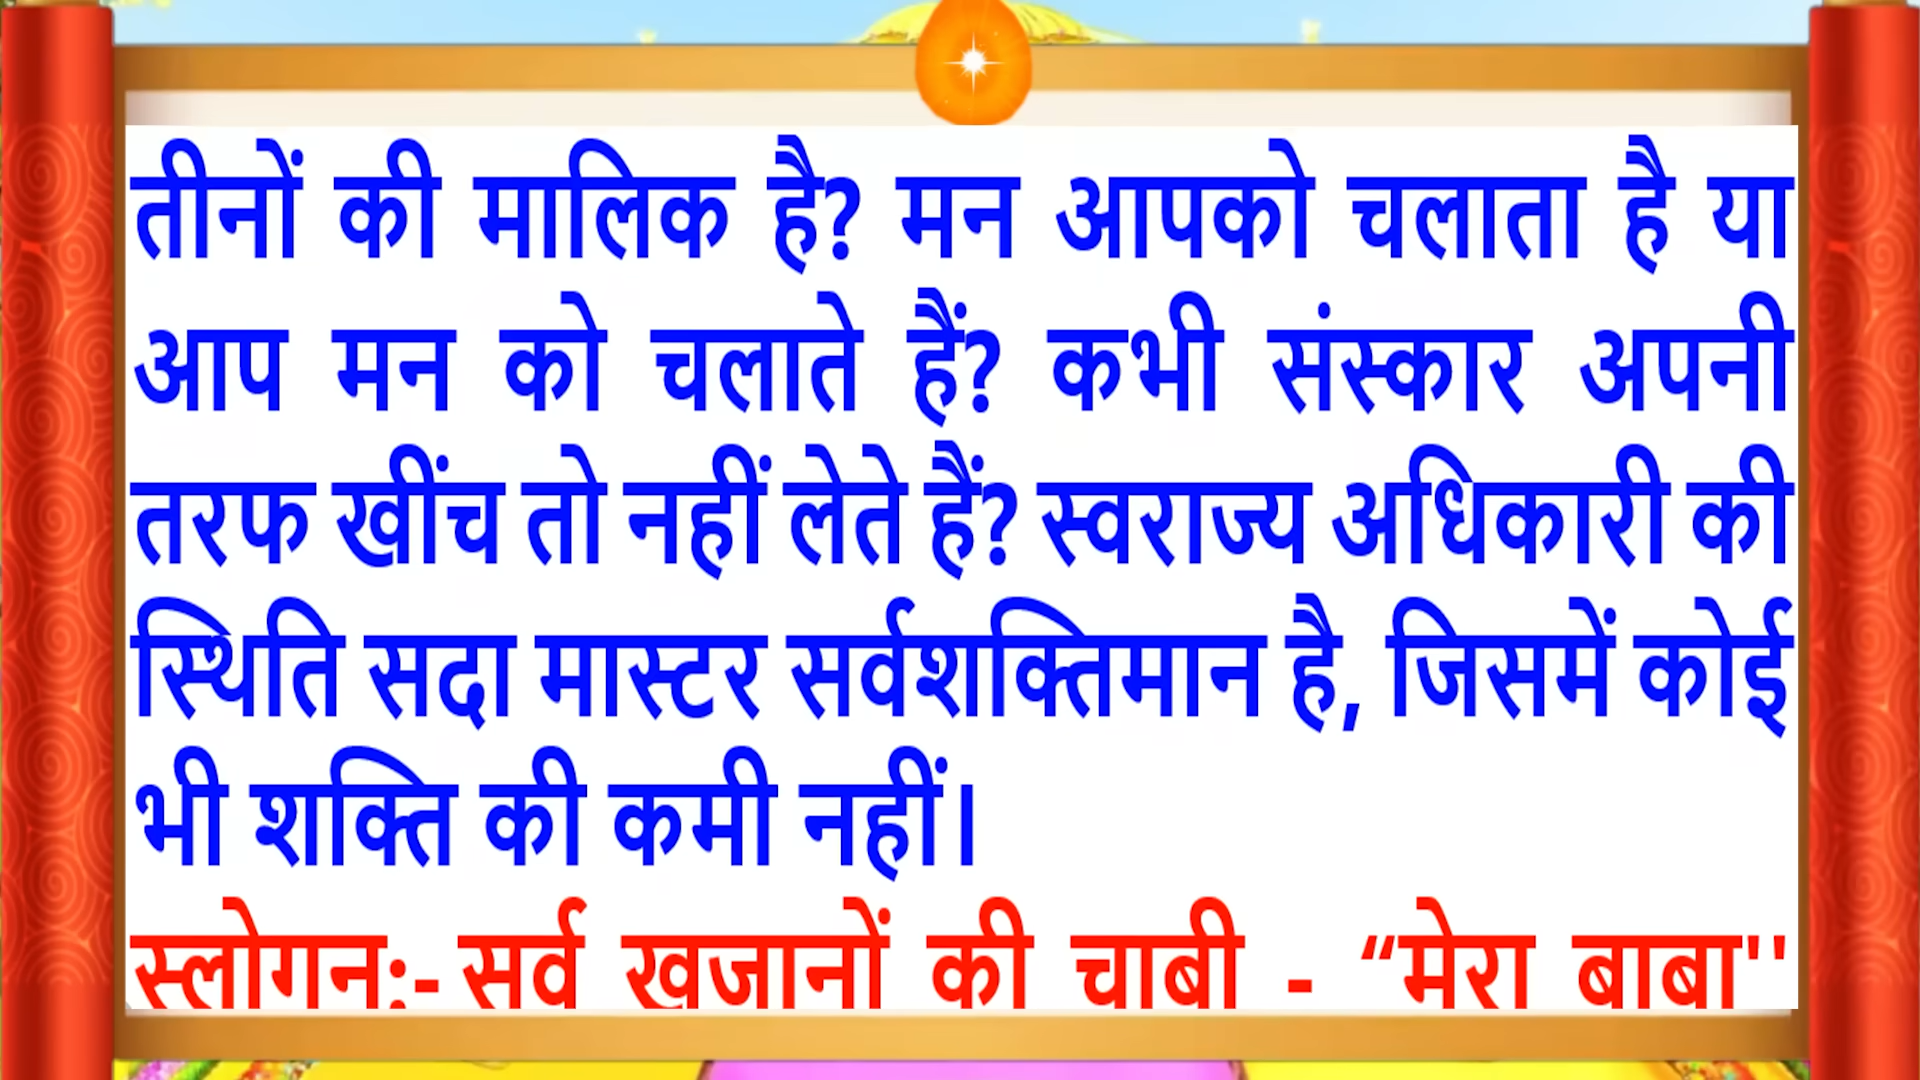 तीनों की मालिक है? मन आपको चलाता है या
आप मन को चलाते हैं? कभी संस्कार अपनी
तरफ खींच तो नहीं लेते हैं? स्वराज्य अधिकारी की
स्थिति सदा मास्टर सर्वशक्तिमान है, जिसमें कोई
भी शक्ति की कमी नहीं।
स्लोगन:- सर्व खजानों की चाबी - “मेरा बाबा''